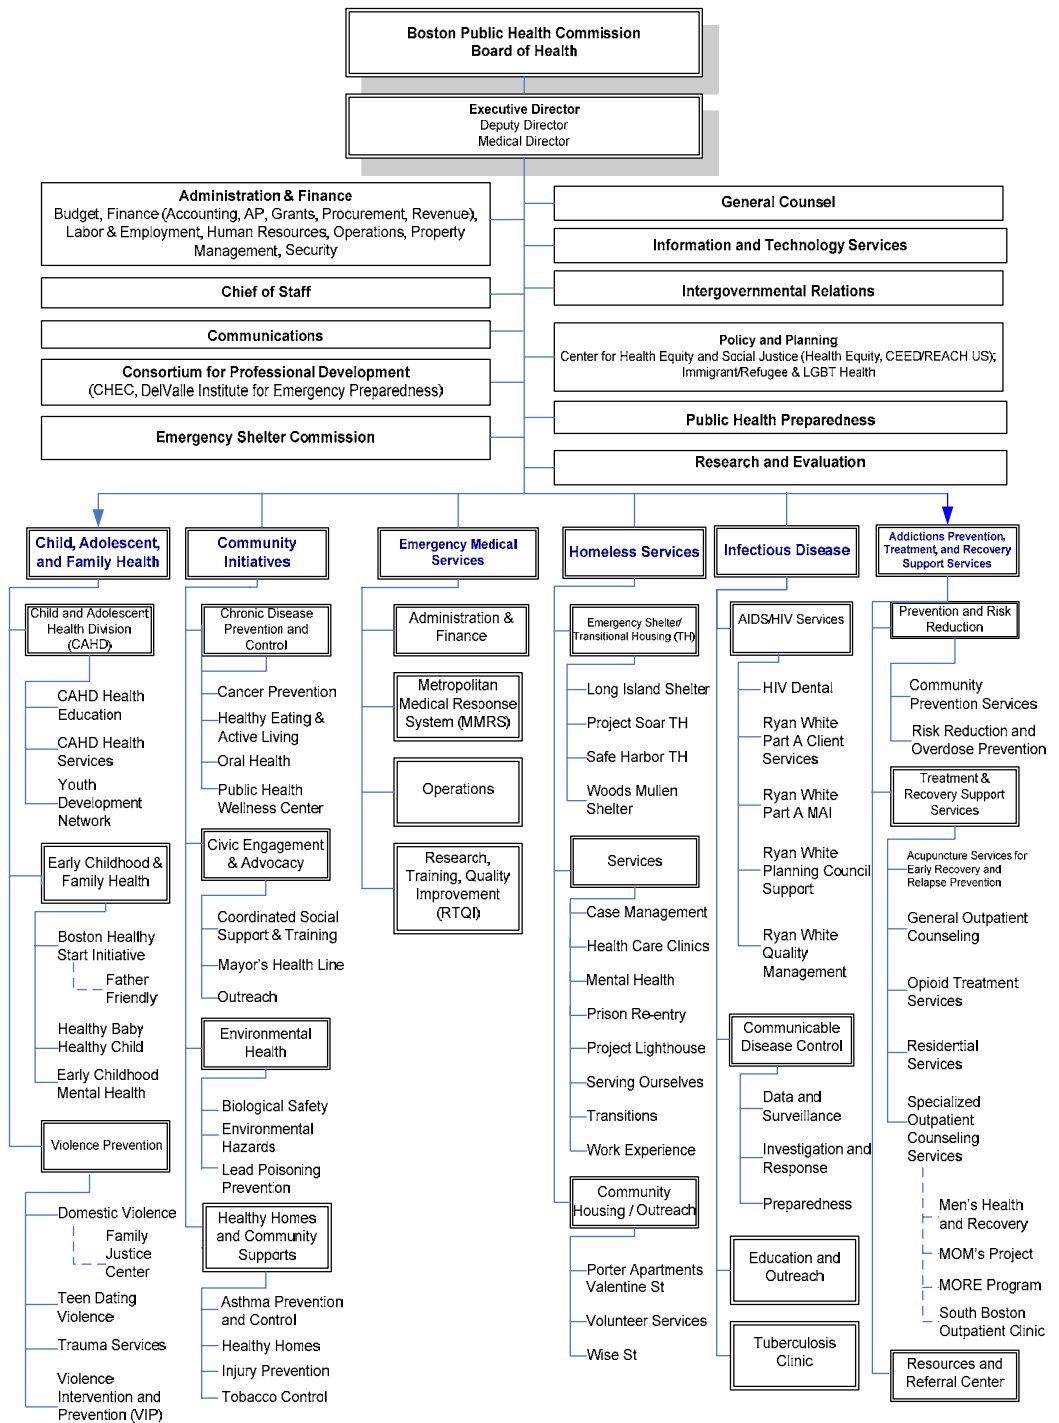 Boston Public Health Commission
Board of Health
Executive Director
Deputy Director
Medical Director
Administration & Finance
Budget, Finance (Accounting, AP, Grants, Procurement, Revenue),
Labor & Employment, Human Resources, Operations, Property
Management, Security
Chief of Staff
Communications
Consortium for Professional Development
(CHEC, DelValle Institute for Emergency Preparedness)
Emergency Shelter Commission
General Counsel
Information and Technology Services
Intergovernmental Relations
Policy and Planning
Center for Health Equity and Social Justice (Health Equity, CEED/REACH US);
Immigrant/Refugee & LGBT Health
Public Health Preparedness
Research and Evaluation
Child, Adolescent,
and Family Health
Child and Adolescent
Health Division
(CAHD)
CAHD Health
Education
CAHD Health
Services
Youth
Development
Network
Early Childhood &
Family Health
Boston Healthy
Start Initiative
Father
Friendly
Healthy Baby
Healthy Child
Early Childhood
Mental Health
Violence Prevention
Domestic Violence
Family
Justice
Center
Teen Dating
Violence
Trauma Services
Violence
Intervention and
Prevention (VIP)
Community
Initiatives
Chronic Disease
Prevention and
Control
Cancer Prevention
Healthy Eating &
Active Living
Oral Health
Public Health
Wellness Center
Civic Engagement
& Advocacy
Coordinated Social
Support & Training
Mayor's Health Line
Outreach
Environmental
Health
Biological Safety
Environmental
Hazards
Lead Poisoning
Prevention
Healthy Homes
and Community
Supports
Asthma Prevention
and Control
Healthy Homes
Injury Prevention
Tobacco Control
Emergency Medical
Services
Administration &
Finance
Metropolitan
Medical Response
System (MMRS)
Operations
Research,
Training, Quality
Improvement
(RTQI)
Homeless Services
Emergency Shelter/
Transitional Housing (TH)
Long Island Shelter
Project Soar TH
Safe Harbor TH
Woods Mullen
Shelter
Services
Case Management
Health Care Clinics
Mental Health
Prison Re-entry
Project Lighthouse
Serving Ourselves
Transitions
Work Experience
Community
Housing / Outreach
Porter Apartments
Valentine St
Volunteer Services
Wise St
Infectious Disease
AIDS/HIV Services
HIV Dental
Ryan White
Part A Client
Services
Ryan White
Part A MAI
Ryan White
Planning Council
Support
Ryan White
Quality
Management
Communicable
Disease Control
Data and
Surveillance
Investigation and
Response
Preparedness
Education and
Outreach
Tuberculosis
Clinic
Addictions Prevention,
Treatment, and Recovery
Support Services
Prevention and Risk
Reduction
Community
Prevention Services
Risk Reduction and
Overdose Prevention
Treatment &
Recovery Support
Services
Acupuncture Services for
Early Recovery and
Relapse Prevention
General Outpatient
Counseling
Opioid Treatment
Services
Residential
Services
Specialized
Outpatient
Counseling
Services
Men's Health
and Recovery
MOM's Project
MORE Program
South Boston
Outpatient Clinic
Resources and
Referral Center